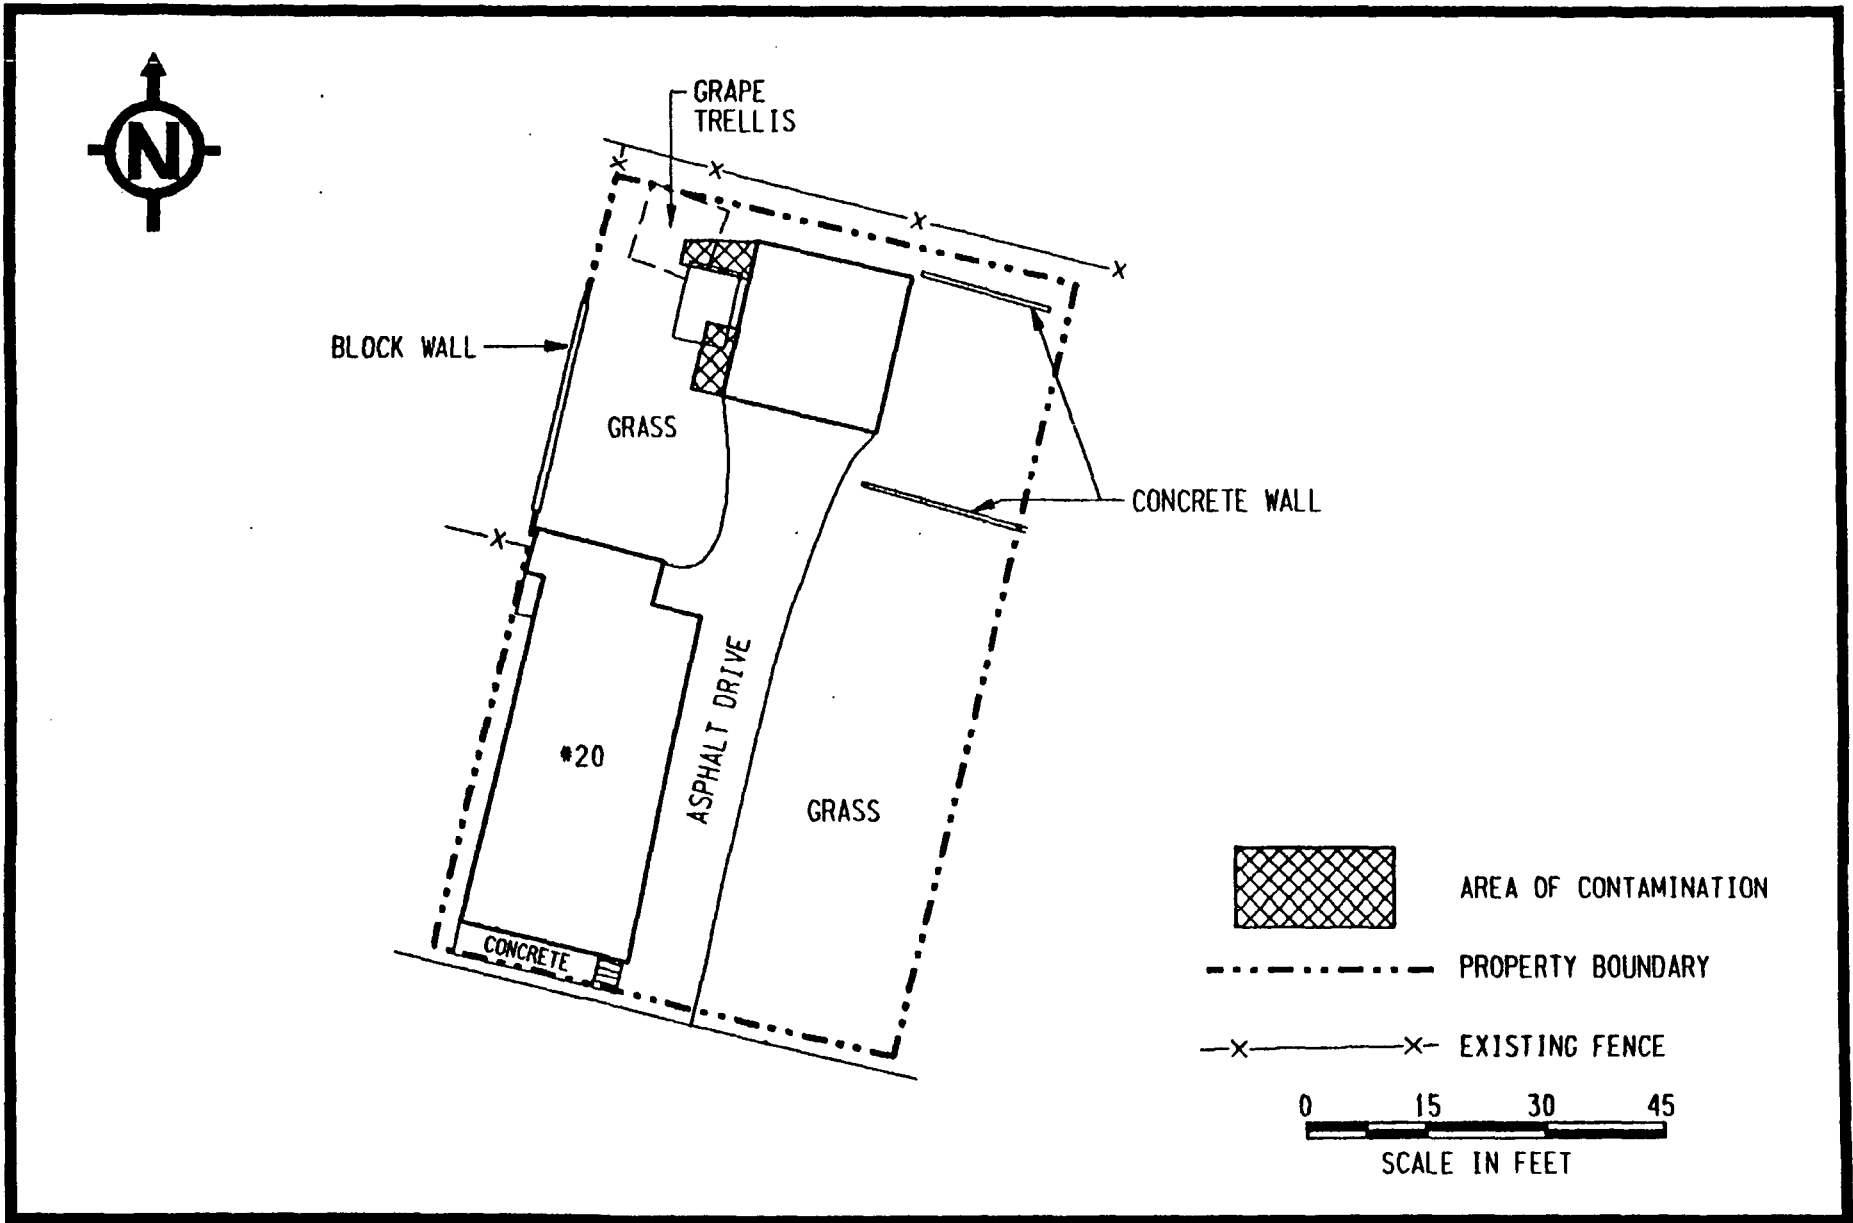 N
GRAPE
TRELLIS
BLOCK WALL
GRASS
CONCRETE WALL
ASPHALT DRIVE
#20
GRASS
CONCRETE
AREA OF CONTAMINATION
PROPERTY BOUNDARY
EXISTING FENCE
0 15 30 45
SCALE IN FEET